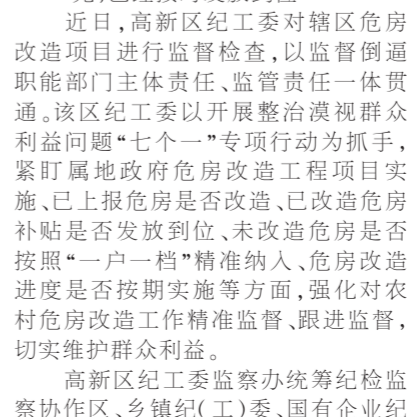 近日，高新区纪工委对辖区危房
改造项目进行监督检查，以监督倒逼
职能部门主体责任、监管责任一体贯
通。该区纪工委以开展整治漠视群众
利益问题“七个一”专项行动为抓手，
紧盯属地政府危房改造工程项目实
施、已上报危房是否改造、已改造危房
补贴是否发放到位、未改造危房是否
按照“一户一档”精准纳入、危房改造
进度是否按期实施等方面，强化对农
村危房改造工作精准监督、跟进监督，
切实维护群众利益。
高新区纪工委监察办统筹纪检监
察协作区、乡镇纪（工）委、国有企业纪